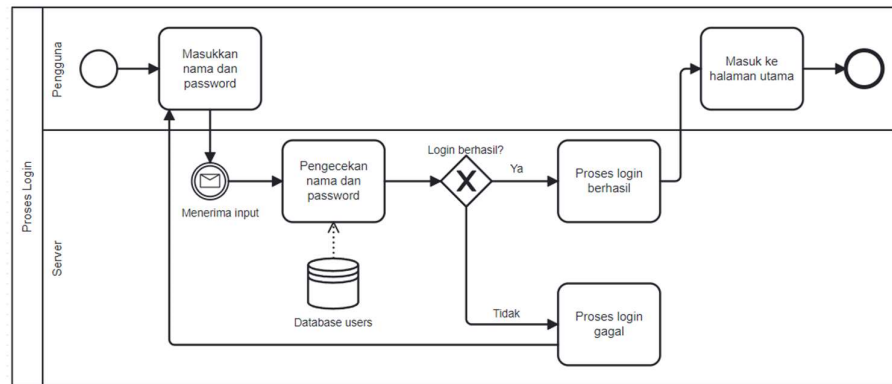 Proses Login
Pengguna
Masukkan
nama dan
password
Masuk ke
halaman utama
Server
Menerima input
Pengecekan
nama dan
password
Database users
Login berhasil?
Ya
Proses login
berhasil
Tidak
Proses login
gagal